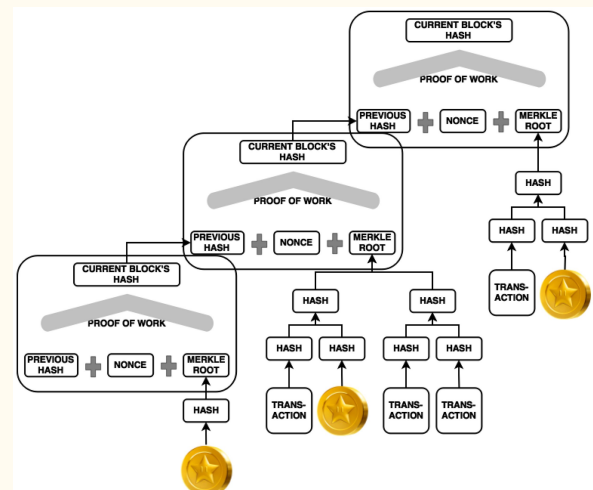 CURRENT BLOCK'S
HASH
PROOF OF WORK
PREVIOUS
HASH
NONCE
MERKLE
ROOT
CURRENT BLOCK'S
HASH
HASH
PROOF OF WORK
HASH
HASH
PREVIOUS
HASH
NONCE
MERKLE
ROOT
TRANS-
ACTION
CURRENT BLOCK'S
HASH
HASH
HASH
PROOF OF WORK
HASH
HASH
HASH
HASH
PREVIOUS
HASH
NONCE
MERKLE
ROOT
HASH
TRANS-
ACTION
TRANS-
ACTION
TRANS-
ACTION